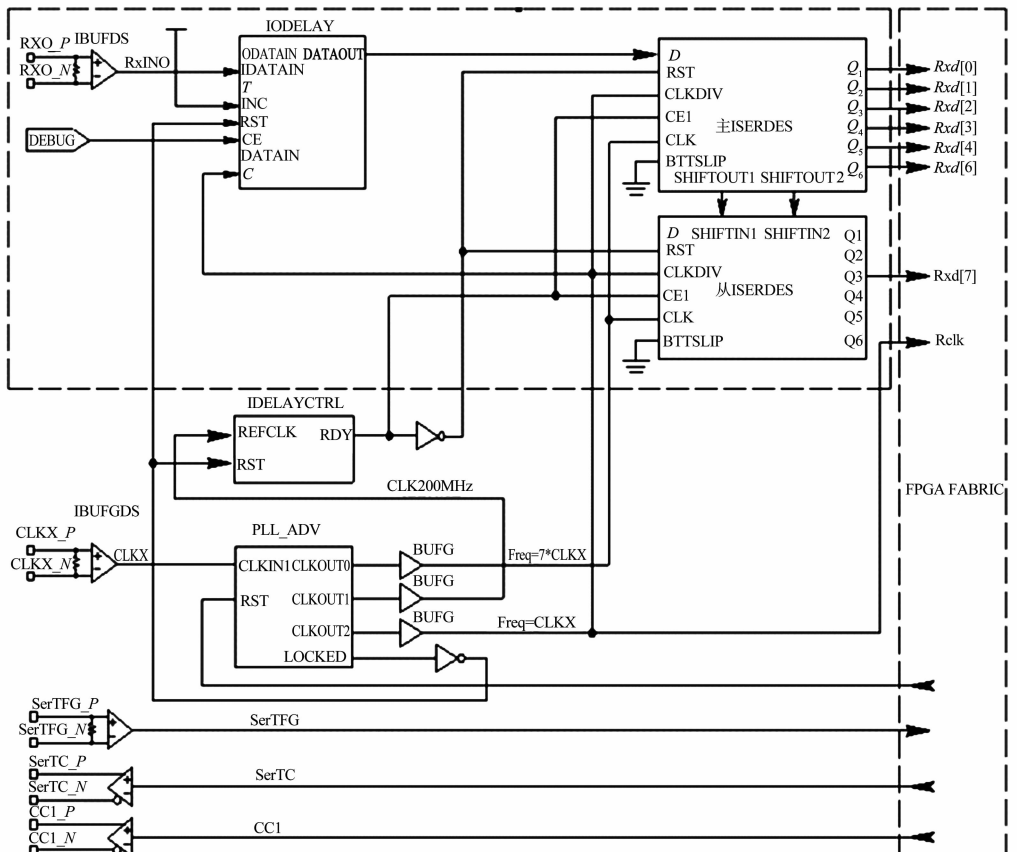 IODELAY
RXO_P
IBUFDS
RXO_N
RxINO
ODATAIN DATAOUT
IDATAIN
T
INC
RST
CE
DATAIN
C
DEBUG
D
RST
CLKDIV
CE1
CLK
BTTSLIP
主ISERDES
SHIFTOUT1 SHIFTOUT2
Q1
Q2
Q3
Q4
Q5
Q6
Rxd[0]
Rxd[1]
Rxd[2]
Rxd[3]
Rxd[4]
Rxd[6]
D SHIFTIN1 SHIFTIN2
RST
CLKDIV
CE1
CLK
BTTSLIP
从ISERDES
Q1
Q2
Q3
Q4
Q5
Q6
Rxd[7]
Rclk
IDELAYCTRL
REFCLK RDY
RST
CLK200MHz
FPGA FABRIC
IBUFGDS
CLKX_P
CLKX_N
CLKX
PLL_ADV
CLKIN1 CLKOUT0
RST
CLKOUT1
CLKOUT2
LOCKED
BUFG
BUFG
BUFG
Freq=7*CLKX
Freq=CLKX
SerTFG_P
SerTFG_N
SerTFG
SerTC_P
SerTC_N
SerTC
CC1_P
CC1_N
CC1